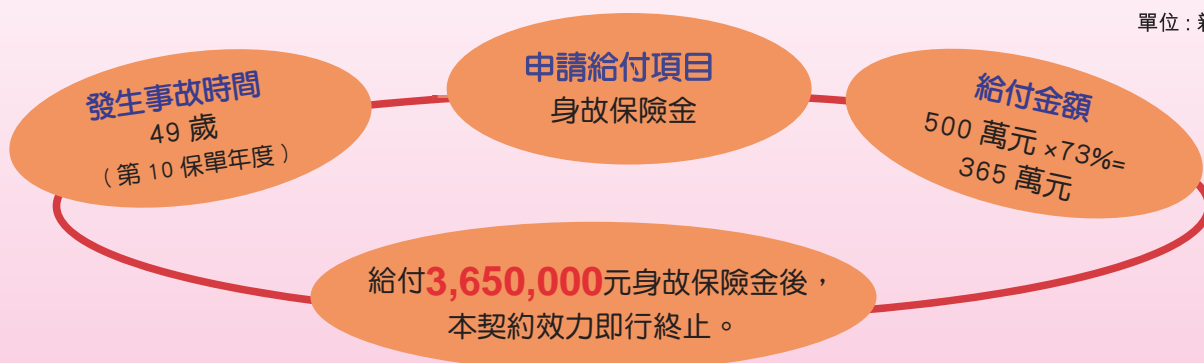 單位 : 新
發生事故時間
49 歲
（第 10 保單年度）
申請給付項目
身故保險金
給付金額
500 萬元 ×73%=
365 萬元
給付3,650,000元身故保險金後，
本契約效力即行終止。